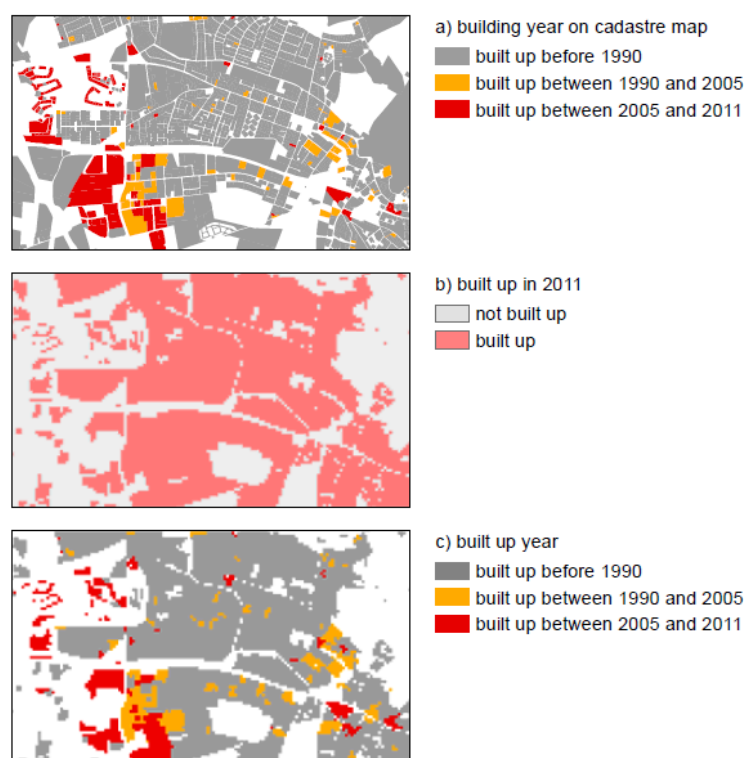 a) building year on cadastre map
built up before 1990
built up between 1990 and 2005
built up between 2005 and 2011
b) built up in 2011
not built up
built up
c) built up year
built up before 1990
built up between 1990 and 2005
built up between 2005 and 2011